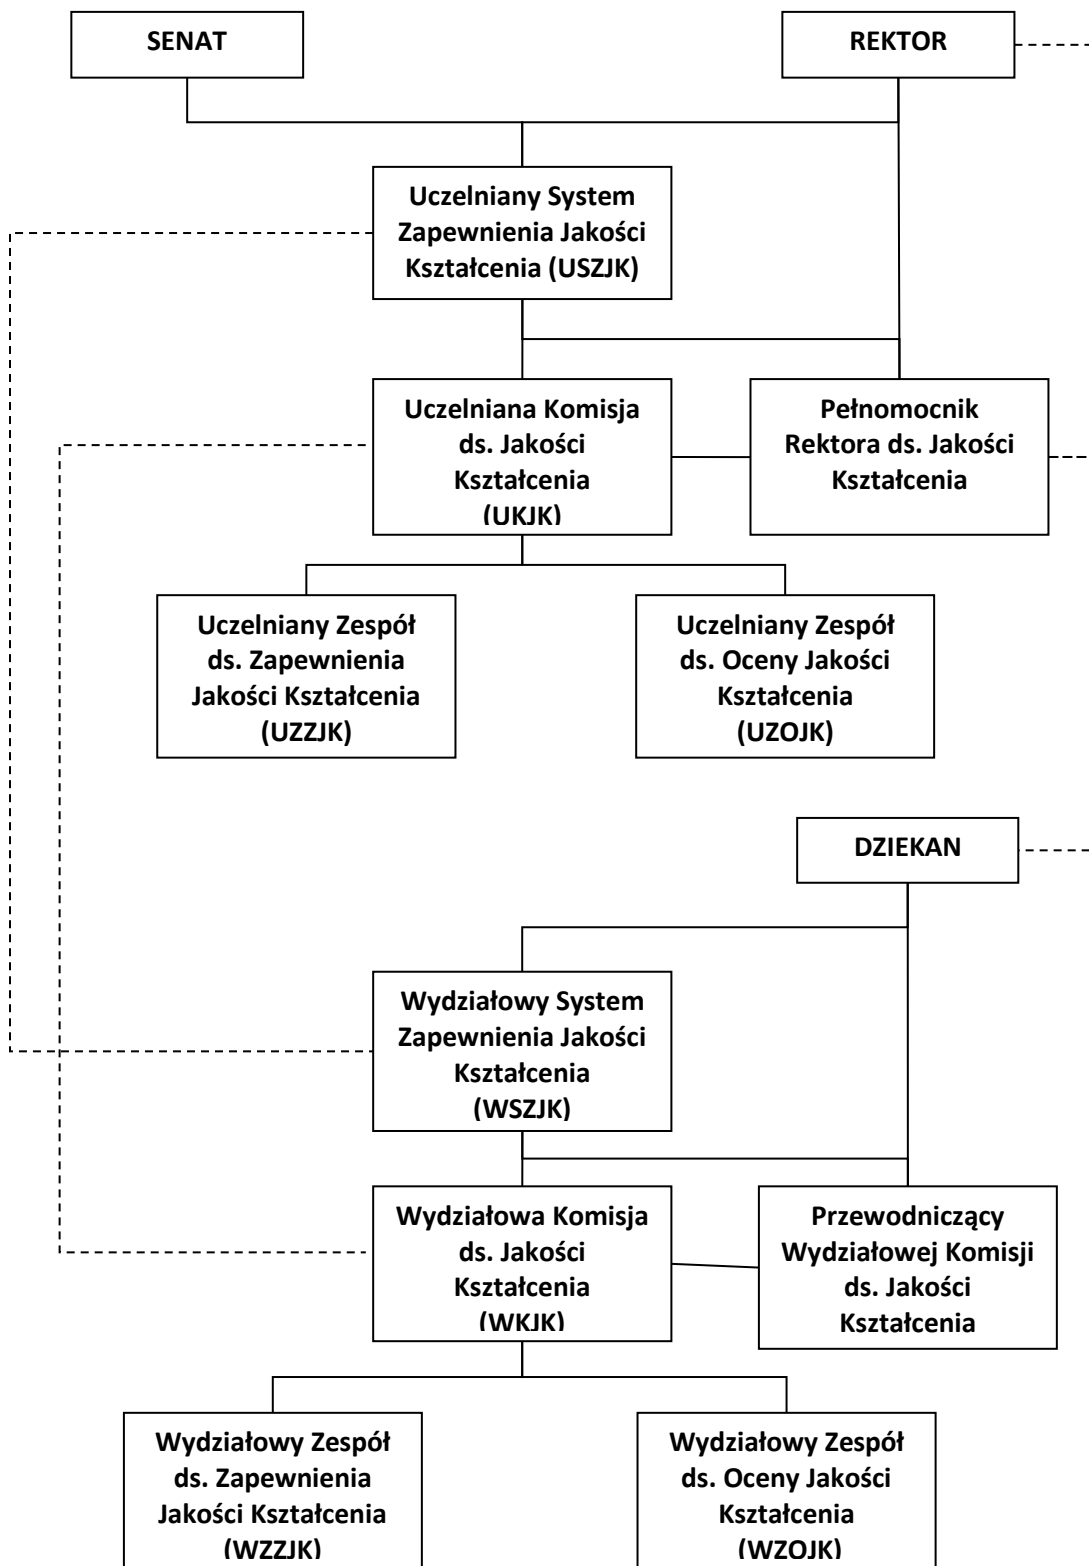 SENAT
REKTOR
Uczelniany System
Zapewnienia Jakości
Kształcenia (USZJK)
Uczelniana Komisja
ds. Jakości
Kształcenia
(UKJK)
Pełnomocnik
Rektora ds. Jakości
Kształcenia
Uczelniany Zespół
ds. Zapewnienia
Jakości Kształcenia
(UZZJK)
Uczelniany Zespół
ds. Oceny Jakości
Kształcenia
(UZOJK)
DZIEKAN
Wydziałowy System
Zapewnienia Jakości
Kształcenia
(WSZJK)
Wydziałowa Komisja
ds. Jakości
Kształcenia
(WKJK)
Przewodniczący
Wydziałowej Komisji
ds. Jakości
Kształcenia
Wydziałowy Zespół
ds. Zapewnienia
Jakości Kształcenia
(WZZJK)
Wydziałowy Zespół
ds. Oceny Jakości
Kształcenia
(WZOJK)